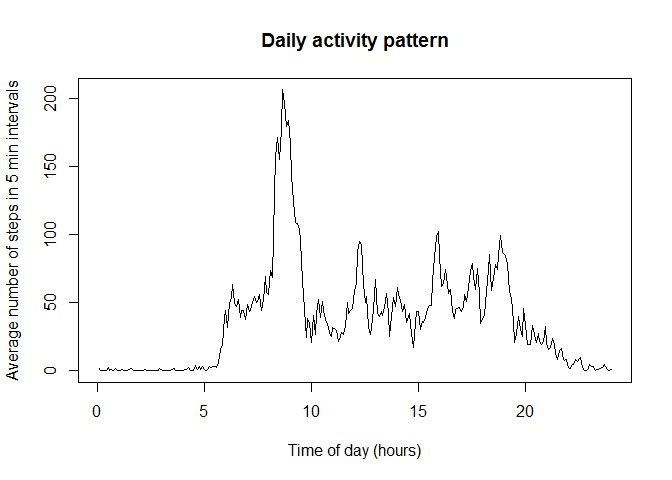 Daily activity pattern
Average number of steps in 5 min intervals
200
150
100
50
0
0 5 10 15 20
Time of day (hours)